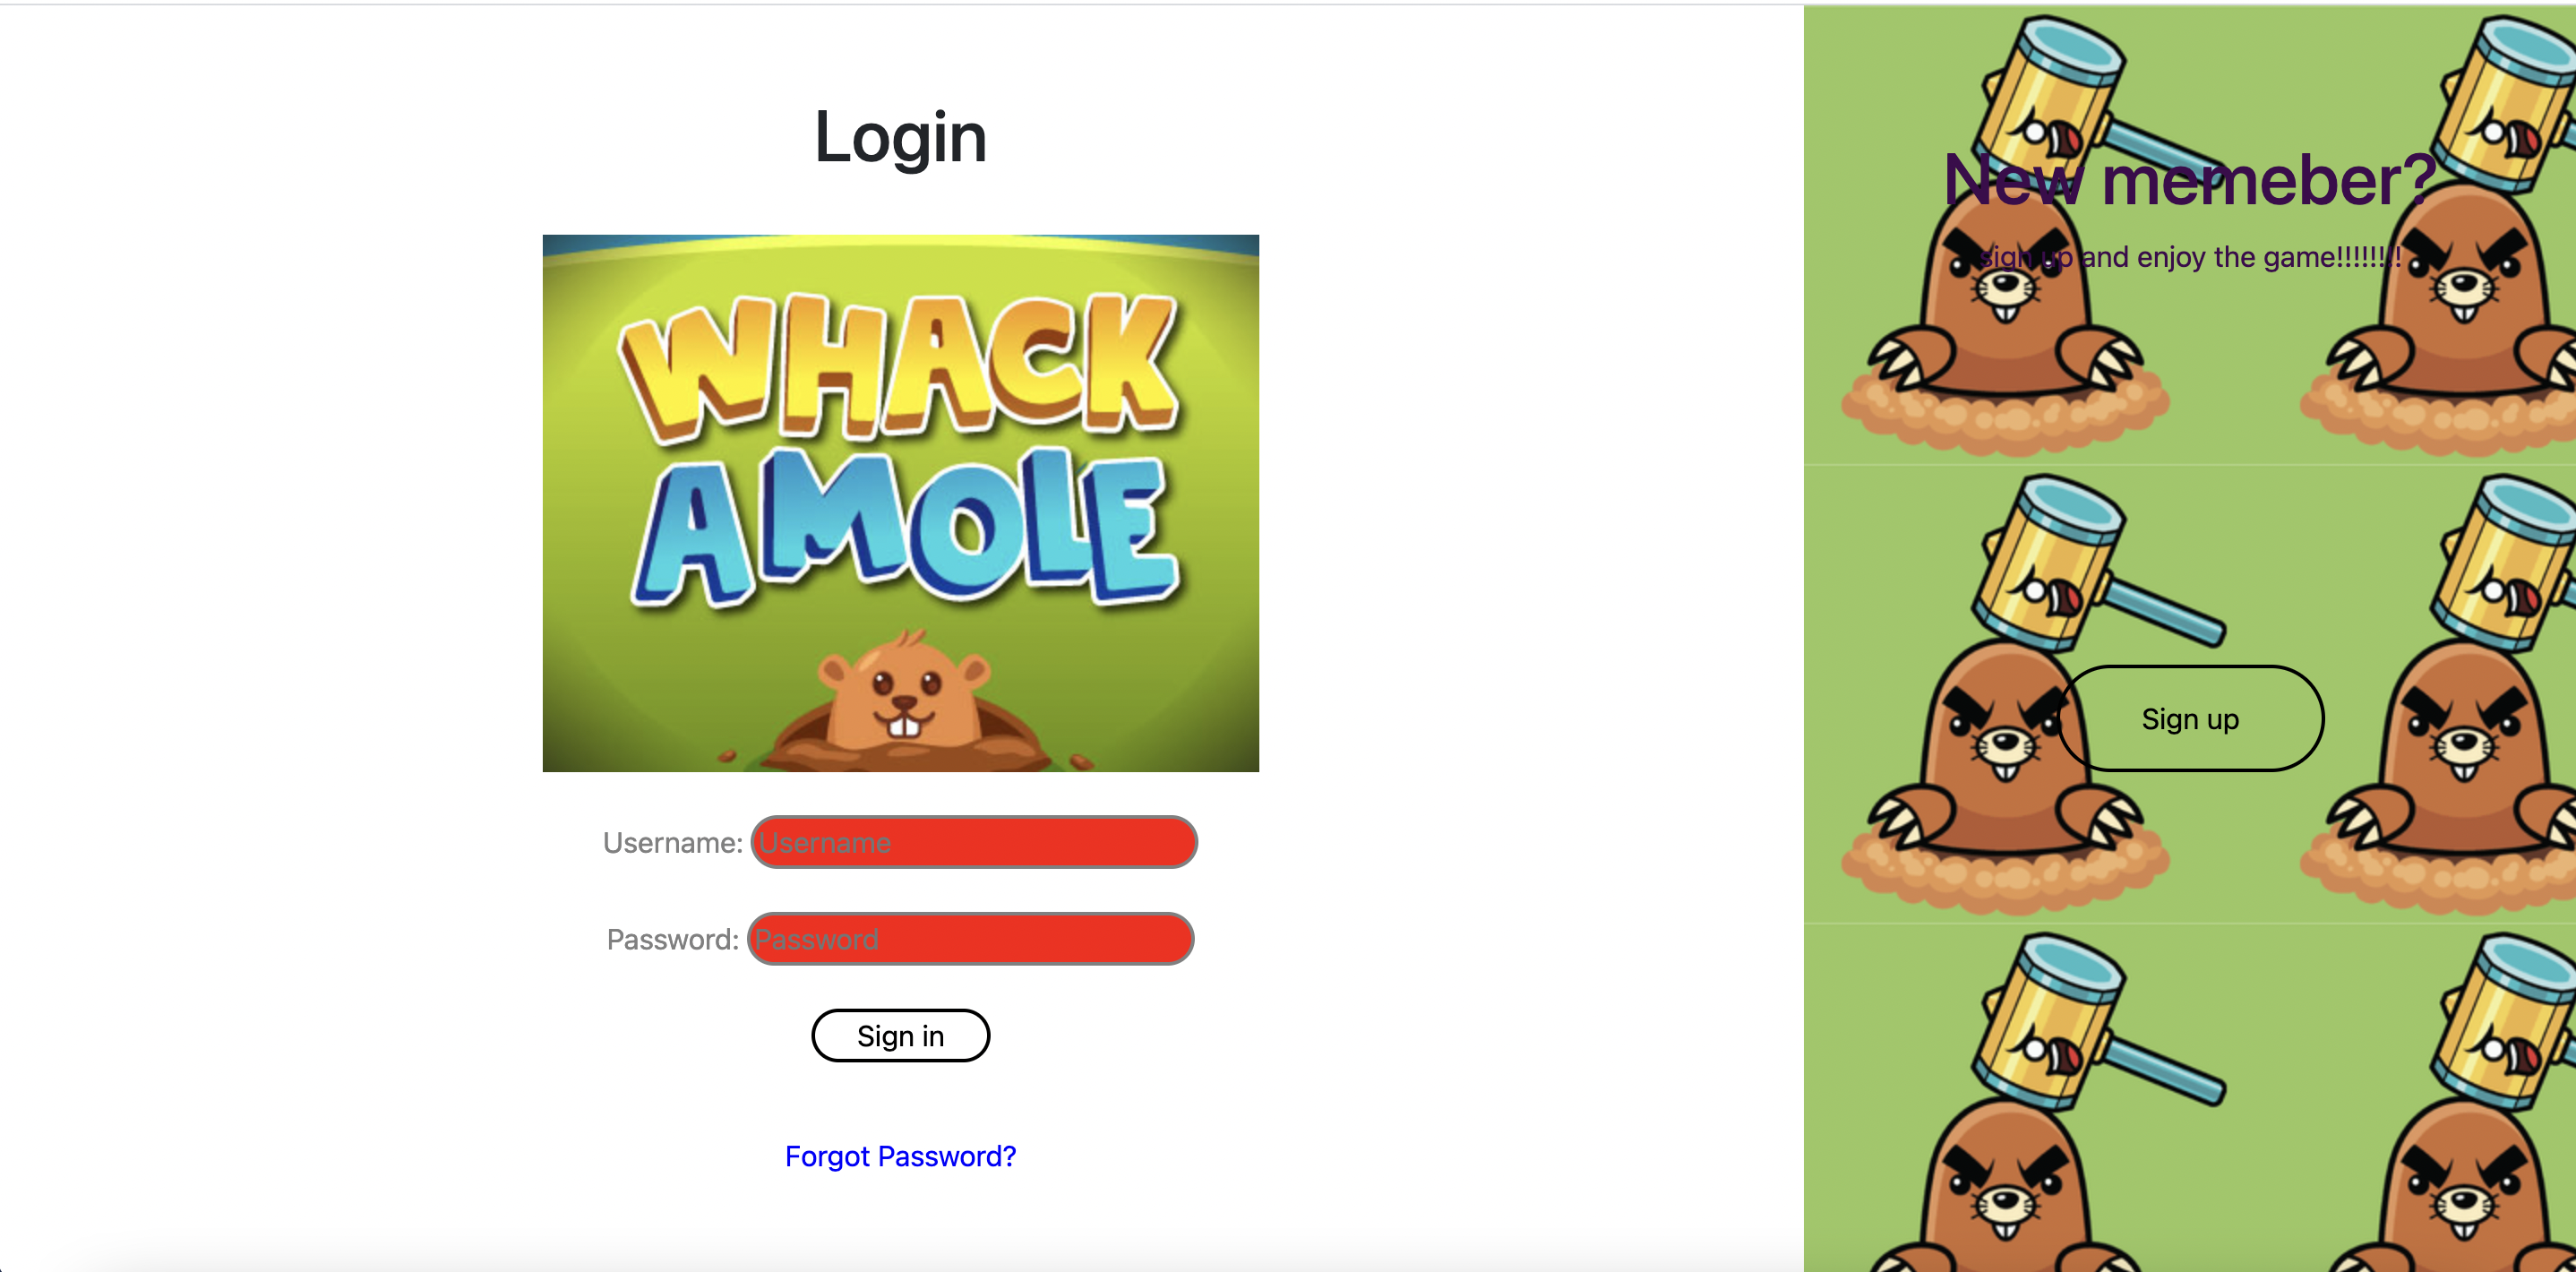 Login
WHACK
A MOLE
Username: Username
Password: Password
Sign in
Forgot Password?
New memeber?
sign up and enjoy the game!!!!!!!!
Sign up